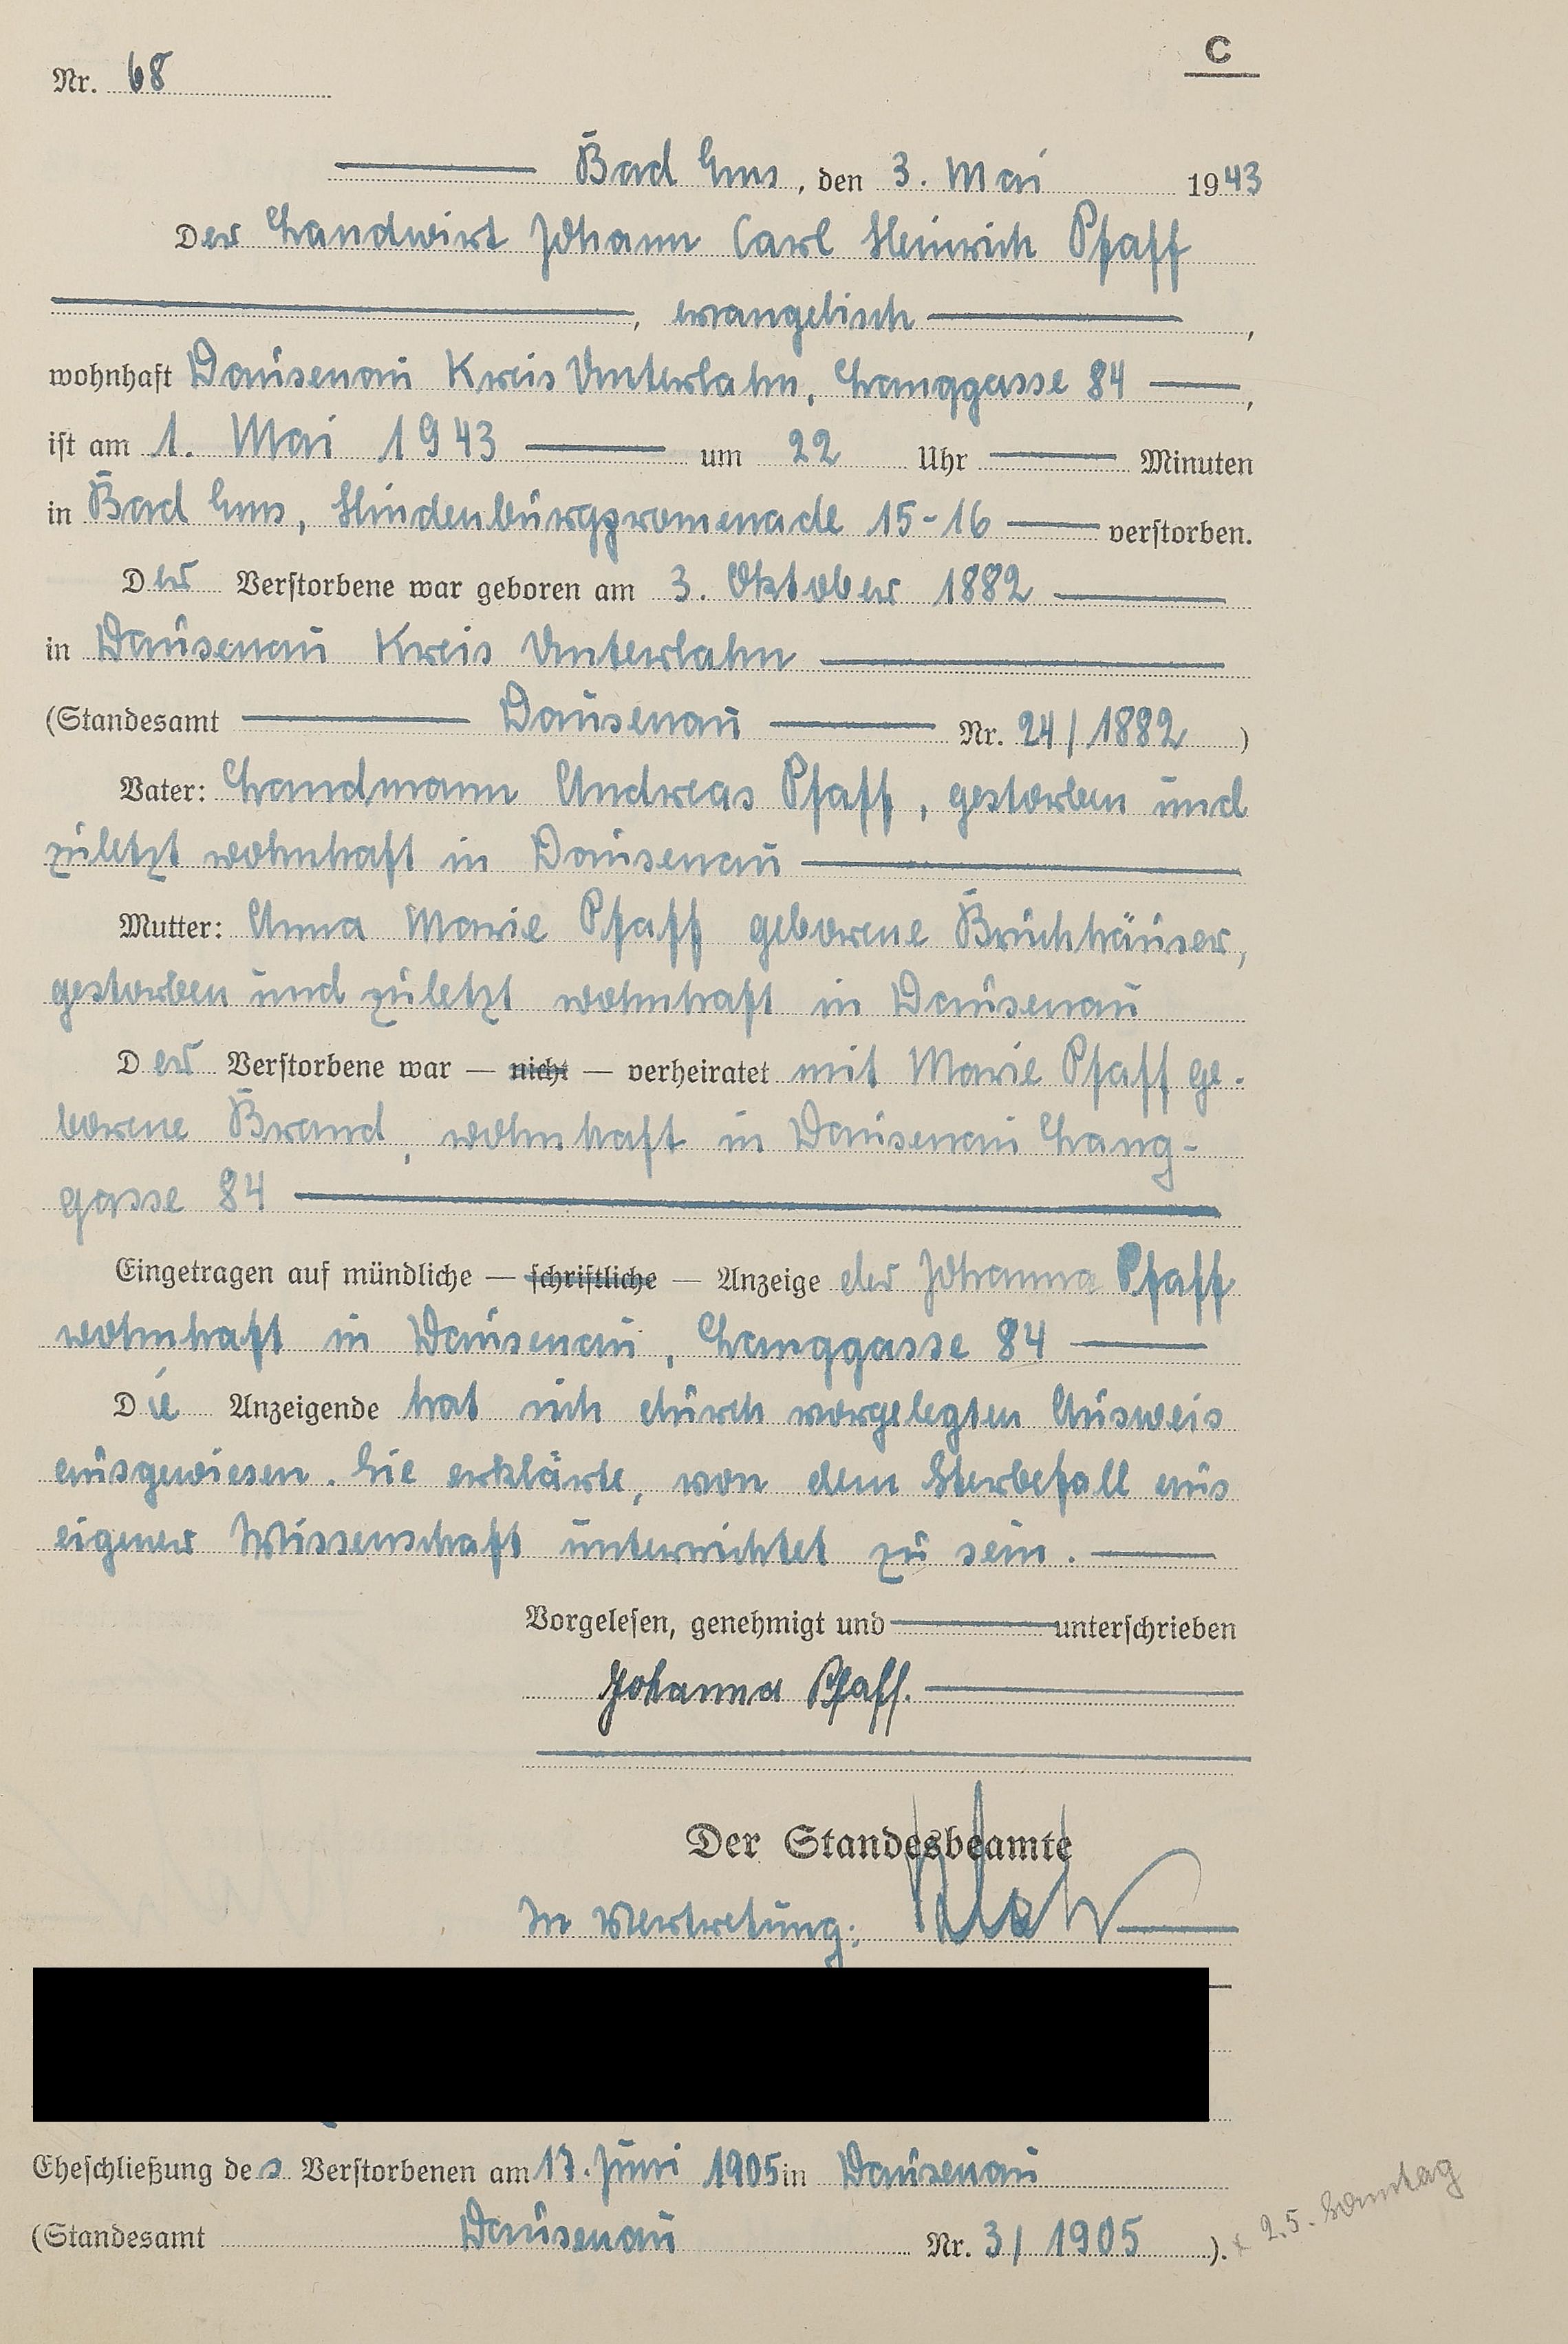 C
Nr. 68
Bad Ems, den 3. Mai 1943
Der Landwirt Johann Carl Heinrich Pfaff
, evangelisch ,
wohnhaft Dausenau Kreis Unterlahn, Langgasse 84 ,
ist am 1. Mai 1943 um 22 Uhr Minuten
in Bad Ems, Hindenburgpromenade 15-16 verstorben.
Der Verstorbene war geboren am 3. Oktober 1882
in Dausenau Kreis Unterlahn
(Standesamt Dausenau Nr. 24/1882 )
Vater: Landmann Andreas Pfaff, gestorben und
zuletzt wohnhaft in Dausenau
Mutter: Anna Marie Pfaff geborene Bruchhäuser,
gestorben und zuletzt wohnhaft in Dausenau
Der Verstorbene war — nicht — verheiratet mit Marie Pfaff ge-
borene Brand, wohnhaft in Dausenau Lang-
gasse 84
Eingetragen auf mündliche — schriftliche — Anzeige der Johanna Pfaff
wohnhaft in Dausenau, Langgasse 84
Die Anzeigende hat sich durch vorgelegten Ausweis
ausgewiesen. Sie erklärte, von dem Sterbefall aus
eigener Wissenschaft unterrichtet zu sein.
Vorgelesen, genehmigt und unterschrieben
Johanna Pfaff.
Der Standesbeamte
In Vertretung:
Eheschließung des Verstorbenen am 17. Juni 1905 in Dausenau
(Standesamt Dausenau Nr. 3/1905 ).
x 2.5. Sonntag